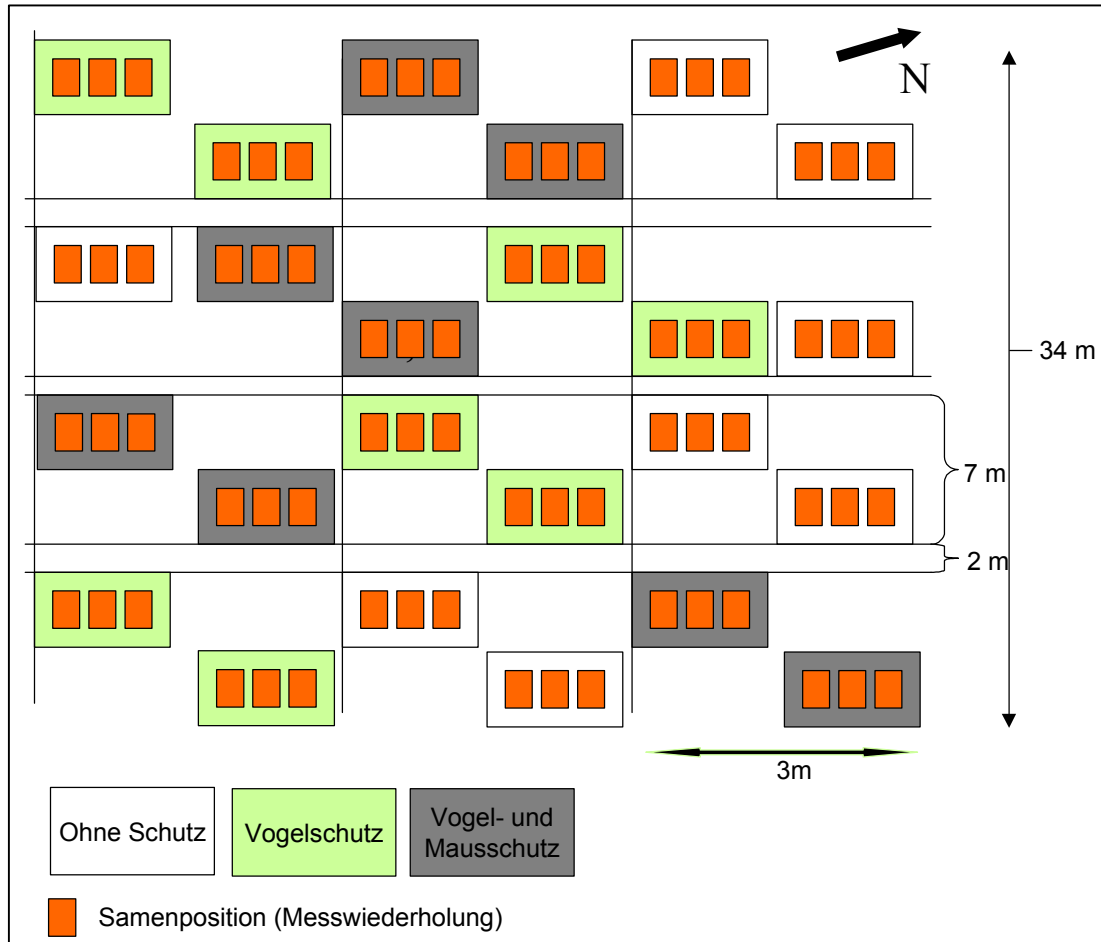 N
34 m
7 m
2 m
3m
Ohne Schutz
Vogelschutz
Vogel- und
Mausschutz
Samenposition (Messwiederholung)